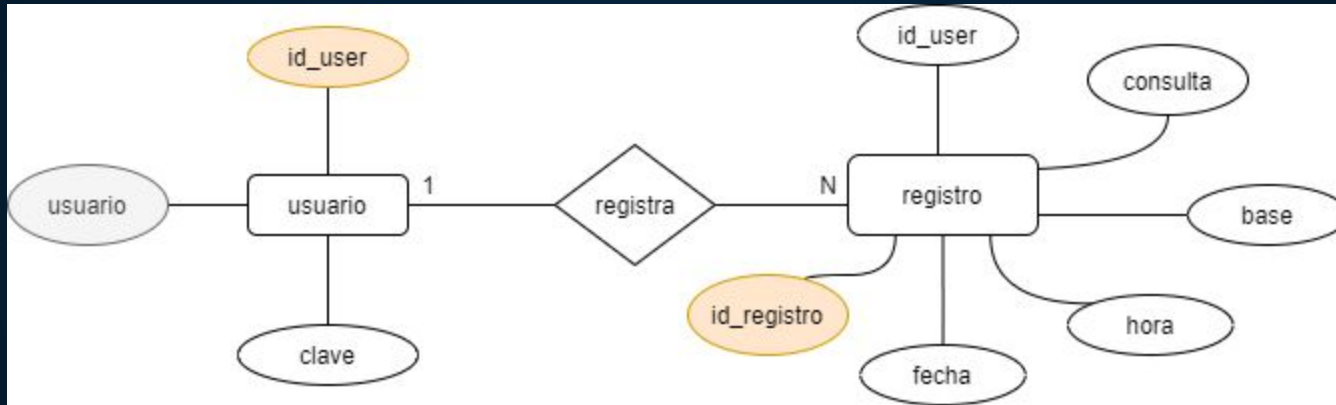 id_user
id_user
consulta
usuario
usuario
1
registra
N
registro
base
id_registro
hora
clave
fecha